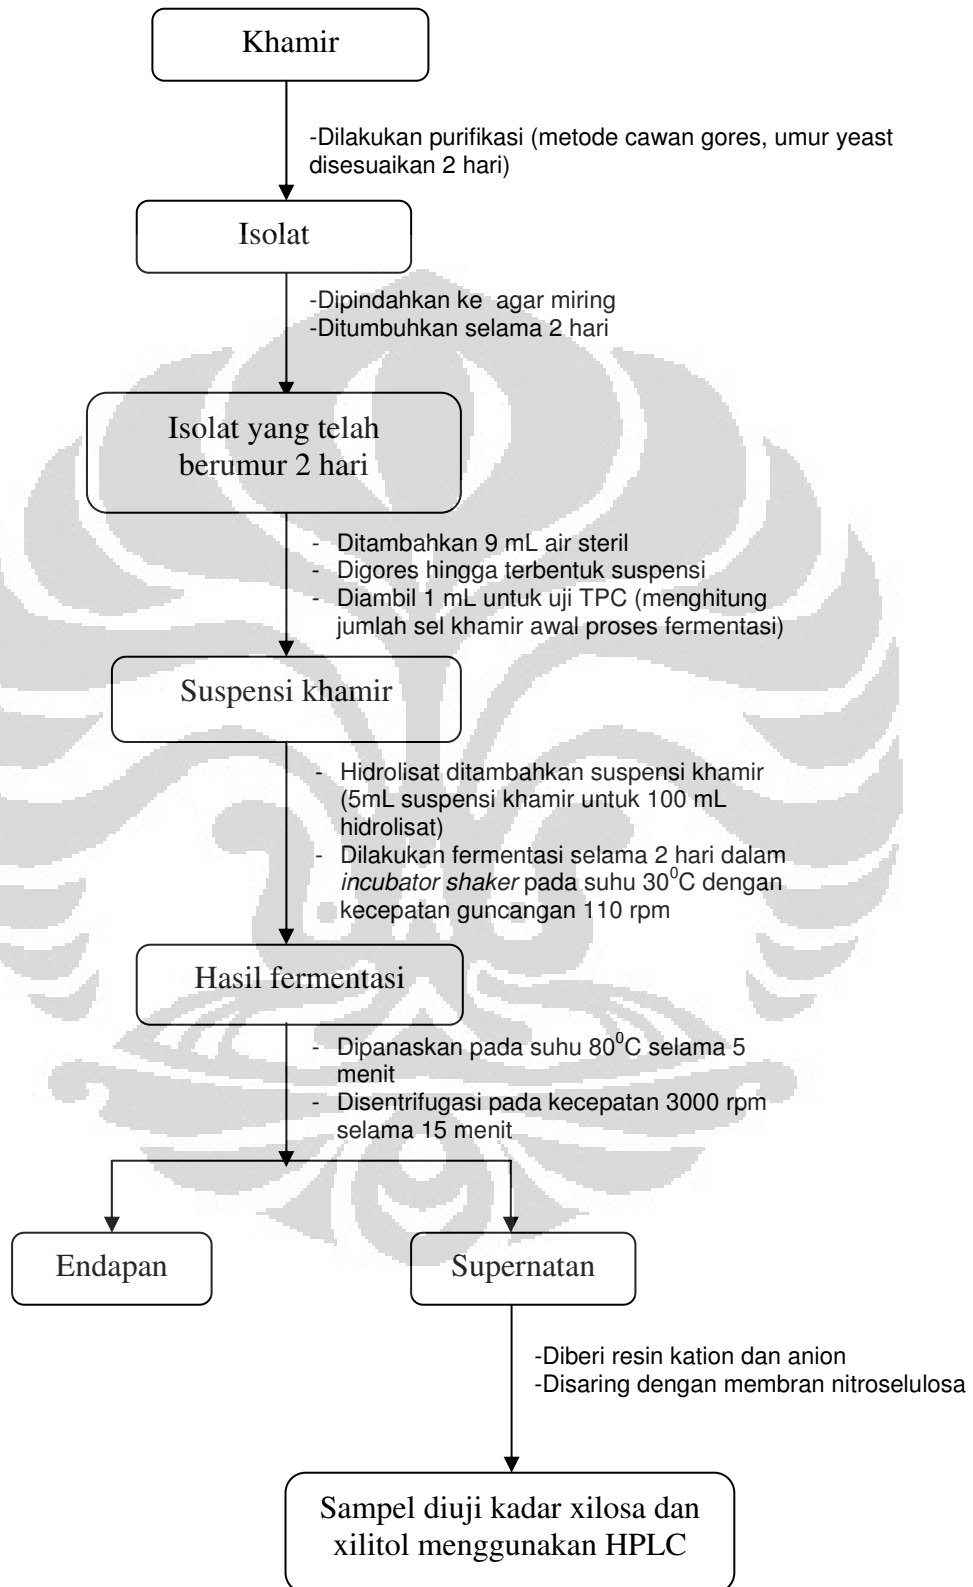 Khamir
-Dilakukan purifikasi (metode cawan gores, umur yeast
disesuaikan 2 hari)
Isolat
-Dipindahkan ke  agar miring
-Ditumbuhkan selama 2 hari
Isolat yang telah
berumur 2 hari
- Ditambahkan 9 mL air steril
- Digores hingga terbentuk suspensi
- Diambil 1 mL untuk uji TPC (menghitung
jumlah sel khamir awal proses fermentasi)
Suspensi khamir
- Hidrolisat ditambahkan suspensi khamir
(5mL suspensi khamir untuk 100 mL
hidrolisat)
- Dilakukan fermentasi selama 2 hari dalam
incubator shaker pada suhu 30⁰C dengan
kecepatan guncangan 110 rpm
Hasil fermentasi
- Dipanaskan pada suhu 80⁰C selama 5
menit
- Disentrifugasi pada kecepatan 3000 rpm
selama 15 menit
Endapan
Supernatan
-Diberi resin kation dan anion
-Disaring dengan membran nitroselulosa
Sampel diuji kadar xilosa dan
xilitol menggunakan HPLC